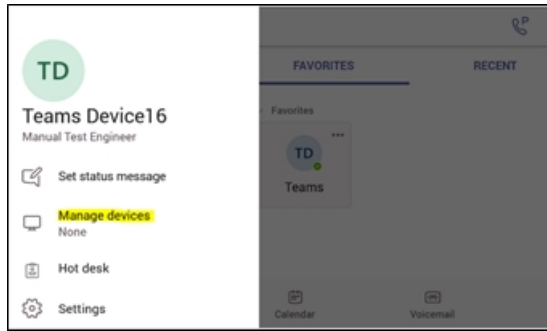 TD
Teams Device16
Manual Test Engineer
Set status message
Manage devices
None
Hot desk
Settings
P
FAVORITES RECENT
Favorites
TD
Teams
Calendar Voicemail